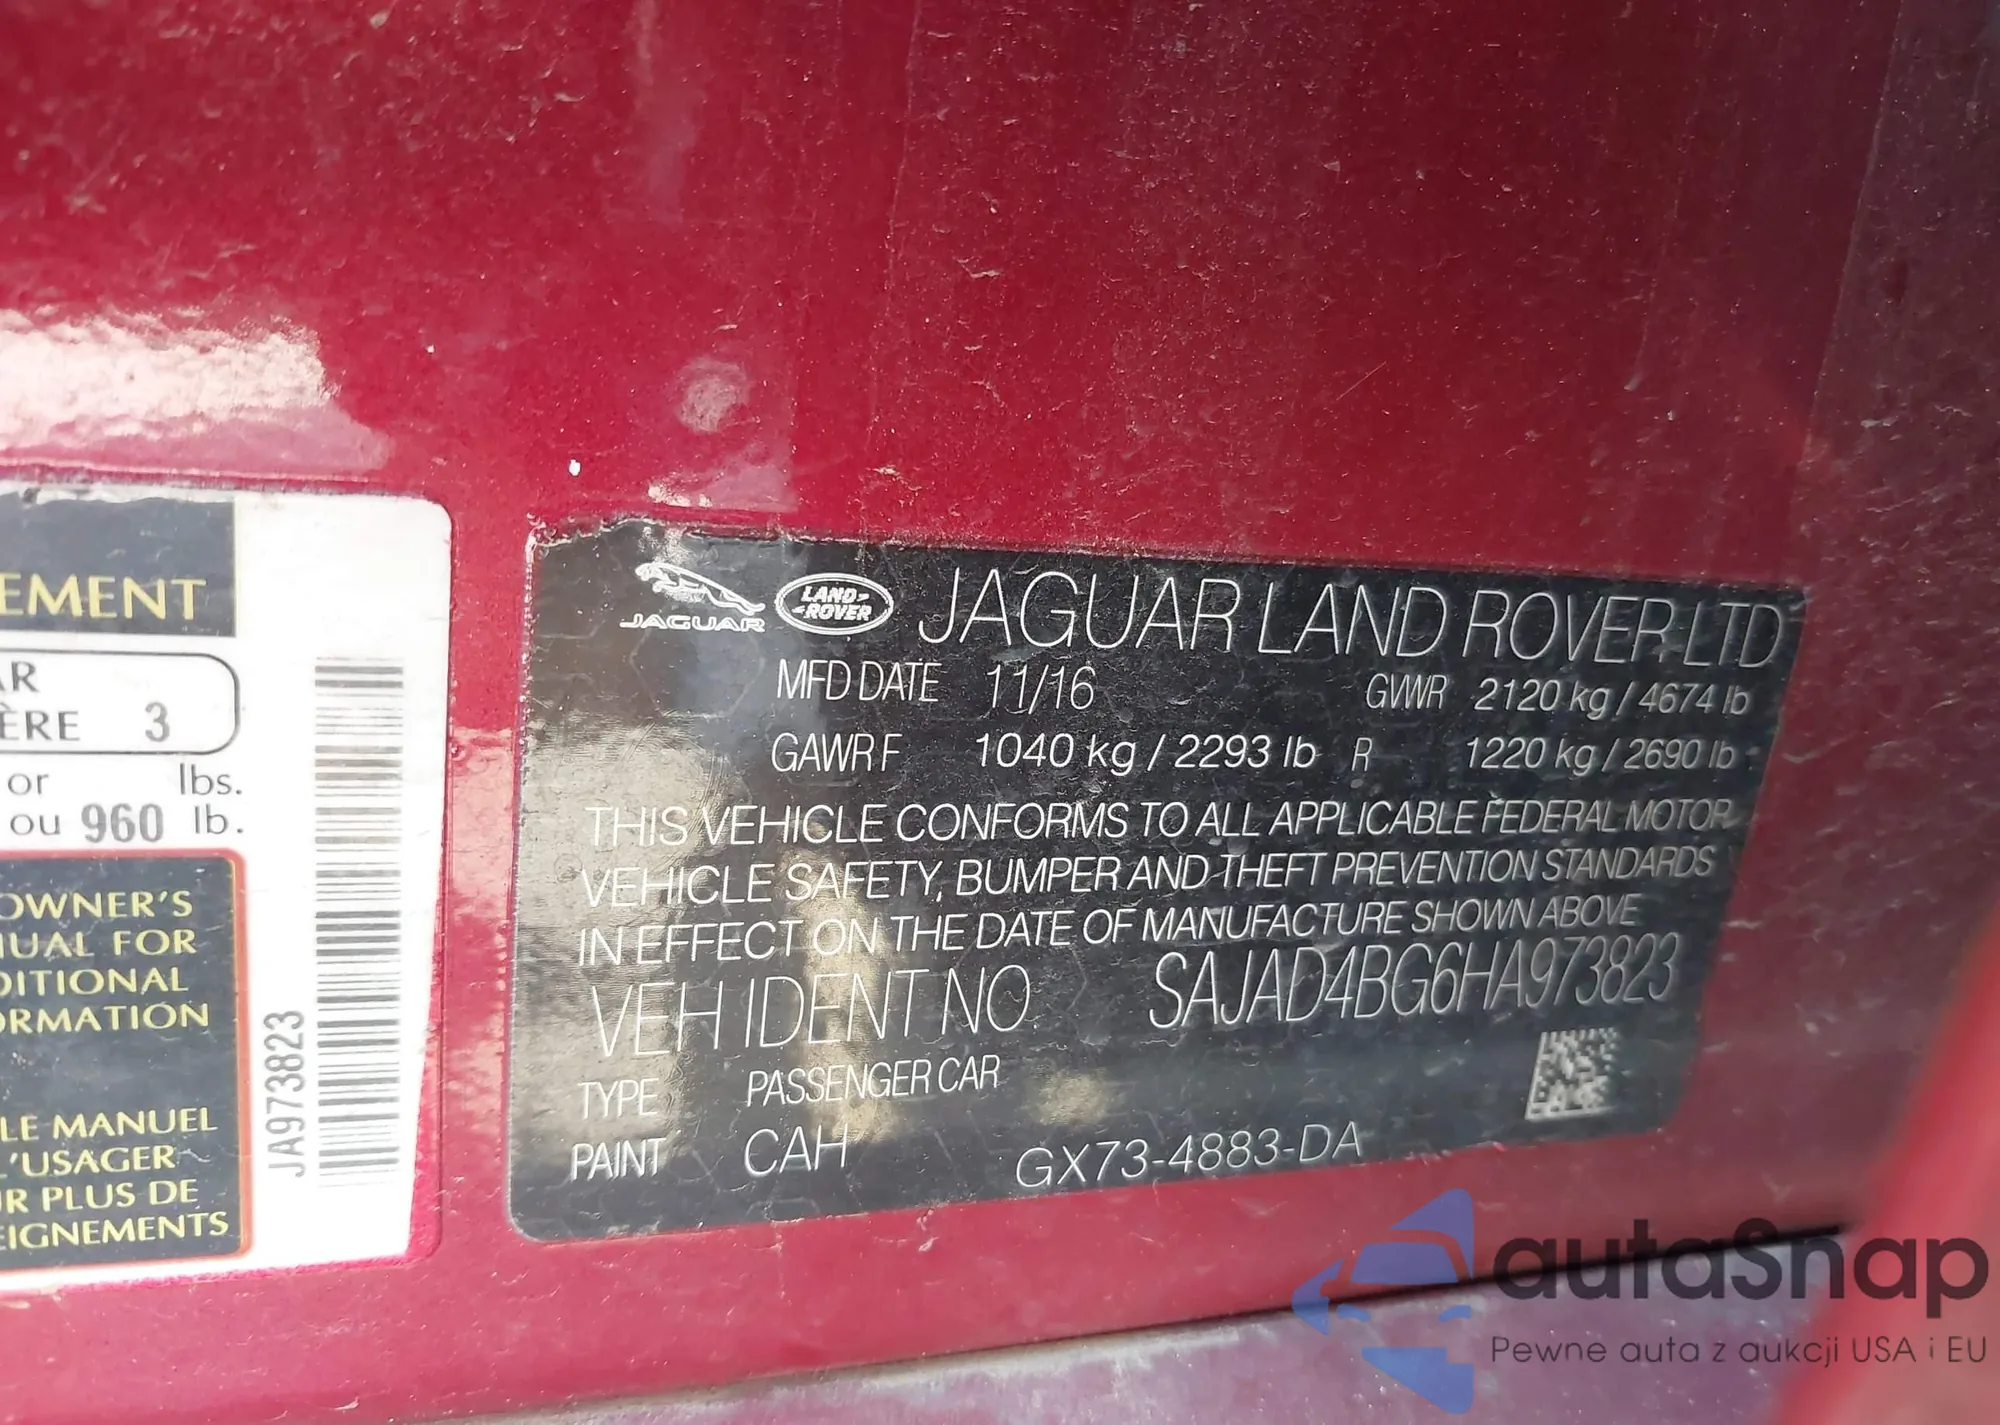 EMENT
AR
ÈRE 3
or lbs.
ou 960 lb.
OWNER'S
NUAL FOR
DITIONAL
ORMATION
LE MANUEL
L'USAGER
UR PLUS DE
EIGNEMENTS
JA973823
JAGUAR
LAND ROVER
JAGUAR LAND ROVER LTD
MFD DATE 11/16 GVWR 2120 kg / 4674 lb
GAWR F 1040 kg / 2293 lb R 1220 kg / 2690 lb
THIS VEHICLE CONFORMS TO ALL APPLICABLE FEDERAL MOTOR
VEHICLE SAFETY, BUMPER AND THEFT PREVENTION STANDARDS
IN EFFECT ON THE DATE OF MANUFACTURE SHOWN ABOVE
VEH IDENT NO SAJAD4BG6HA973823
TYPE PASSENGER CAR
PAINT CAH GX73-4883-DA
autaSnap
Pewne auta z aukcji USA i EU